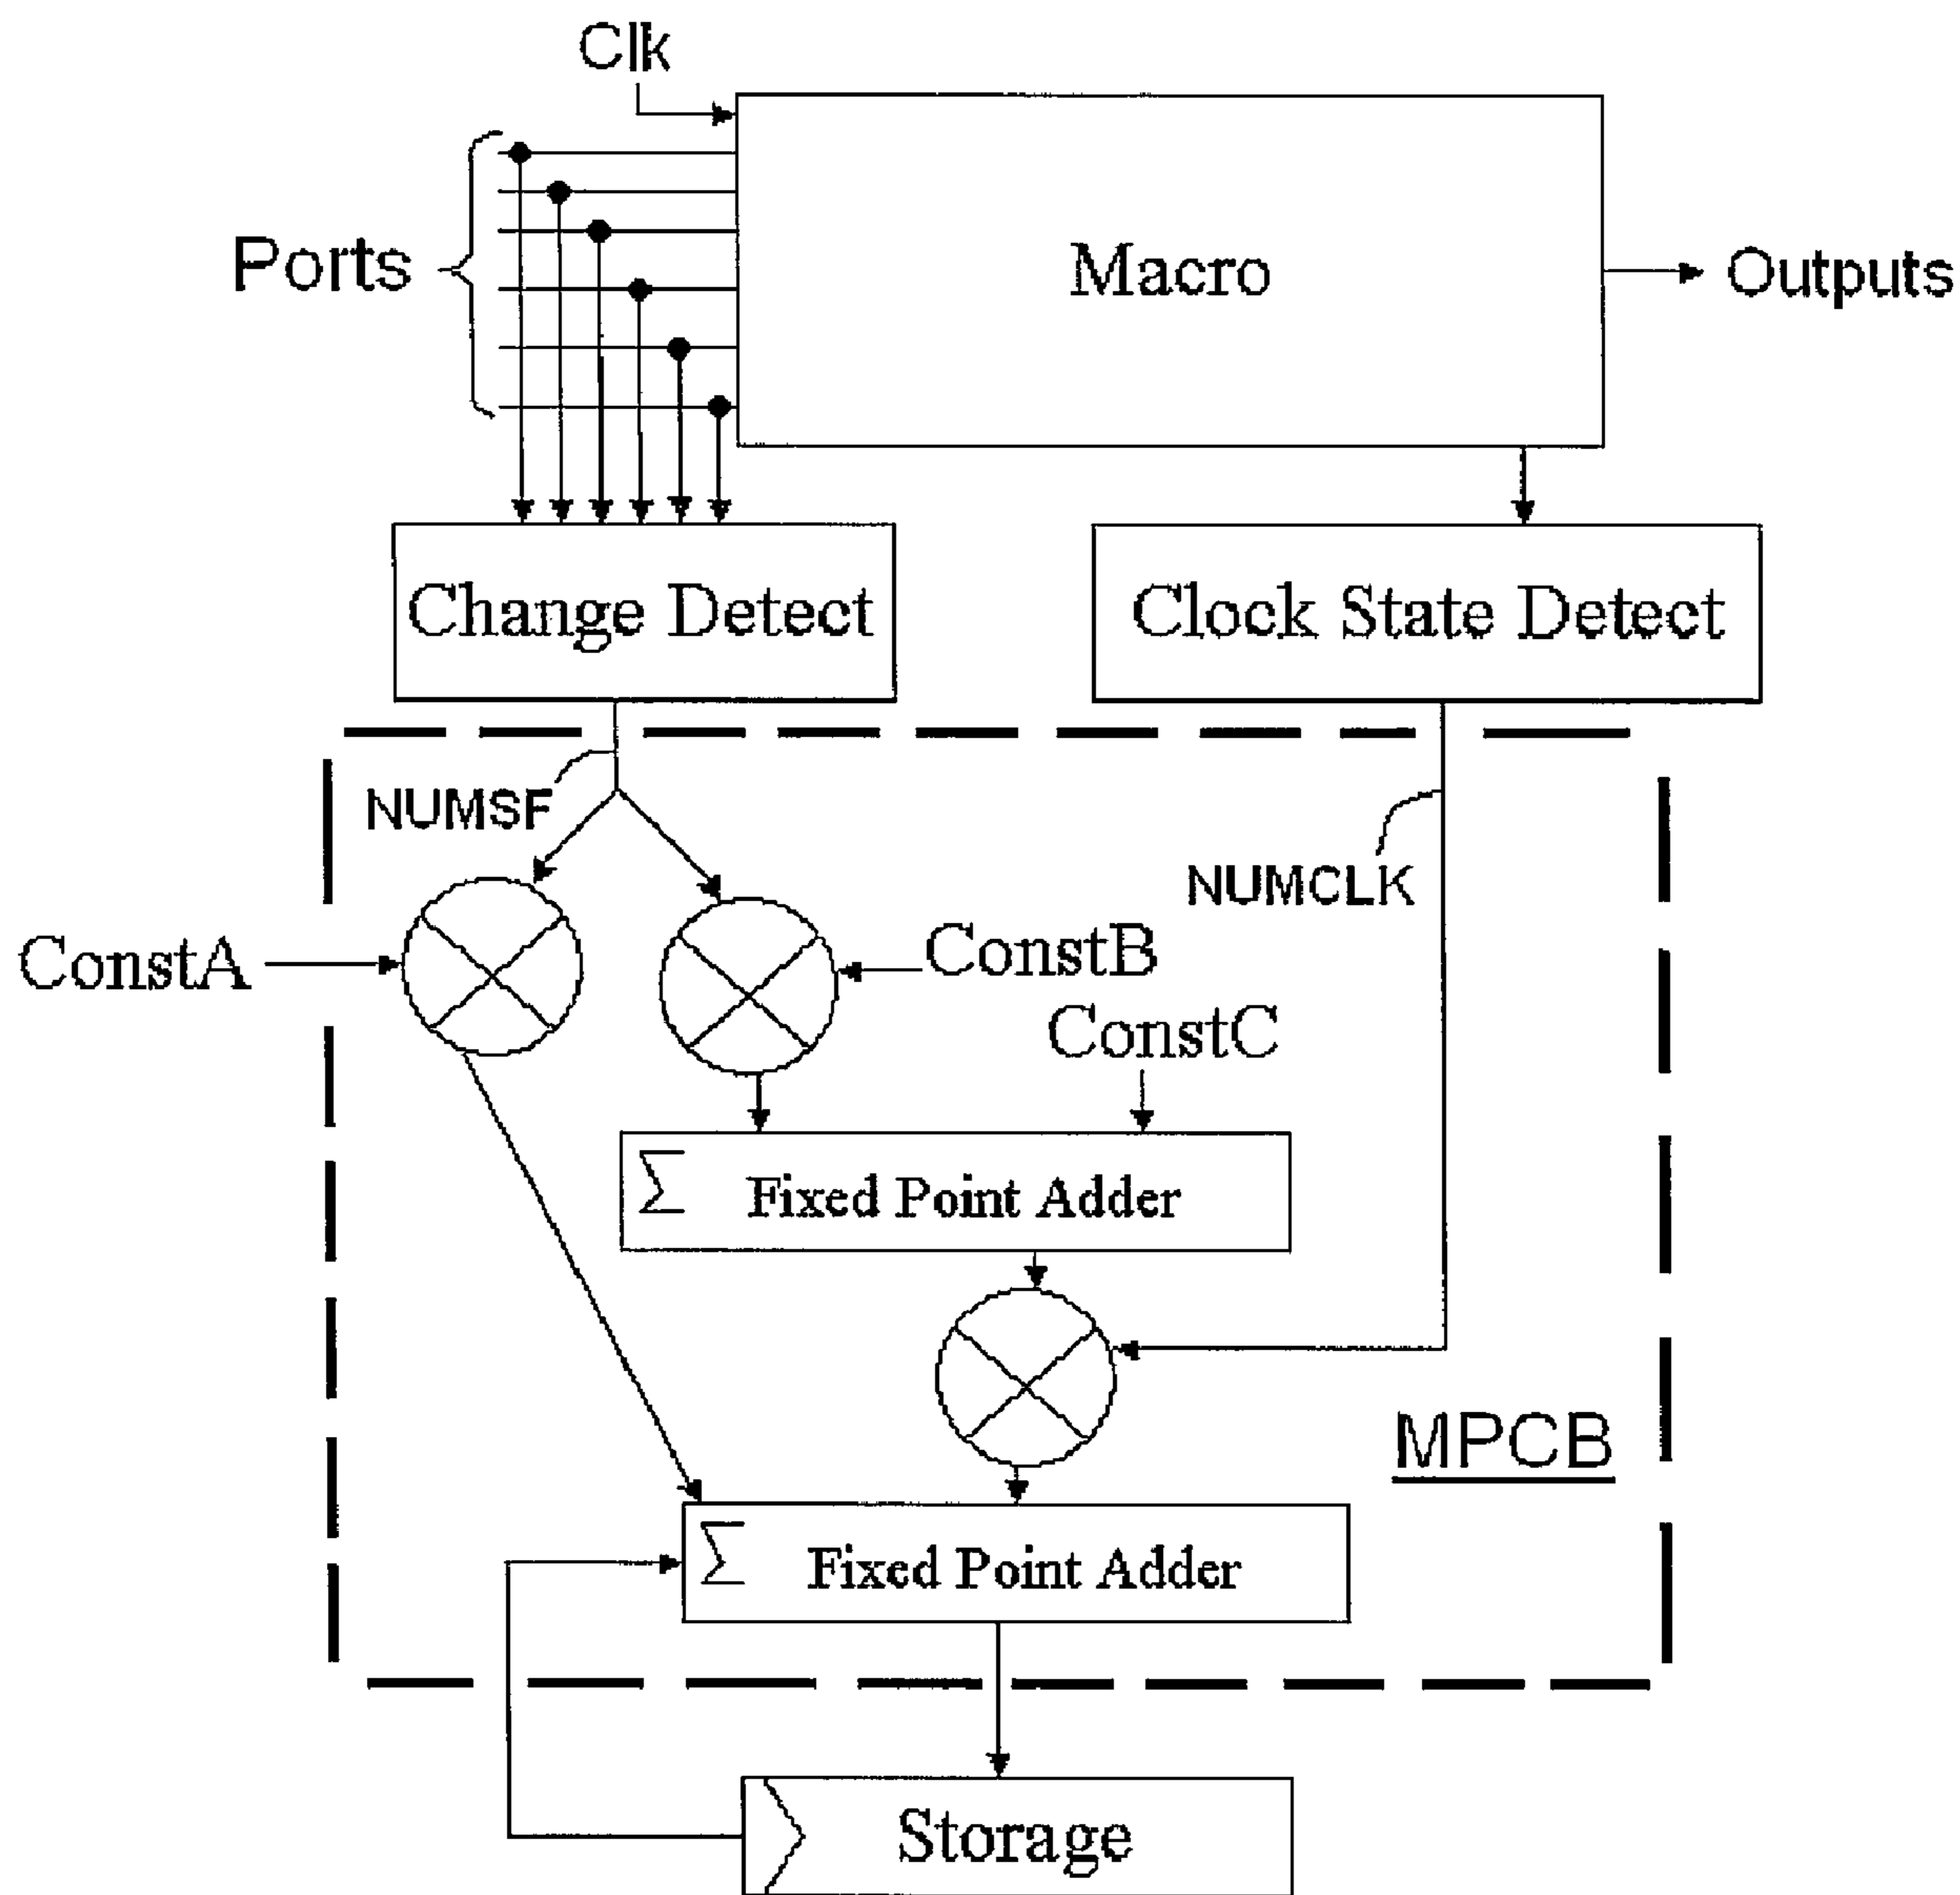 Clk
Ports
Macro
Outputs
Change Detect
Clock State Detect
NUMSF
NUMCLK
ConstA
ConstB
ConstC
Σ Fixed Point Adder
MPCB
Σ Fixed Point Adder
Storage